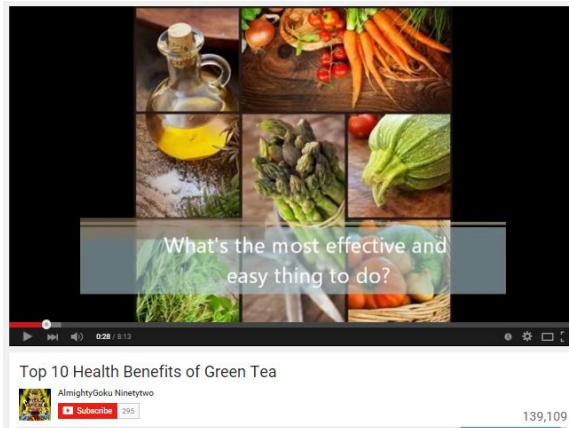 What's the most effective and
easy thing to do?
0:28 / 8:13
Top 10 Health Benefits of Green Tea
AlmightyGoku Ninetytwo
Subscribe 295
139,109